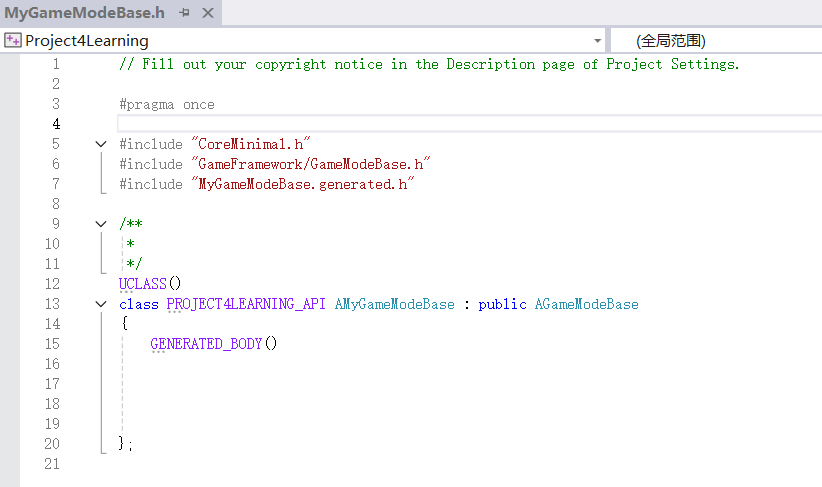 MyGameModeBase.h
Project4Learning
(全局范围)
1 // Fill out your copyright notice in the Description page of Project Settings.
2
3 #pragma once
4
5 #include "CoreMinimal.h"
6 #include "GameFramework/GameModeBase.h"
7 #include "MyGameModeBase.generated.h"
8
9 /**
10 *
11 */
12 UCLASS()
13 class PROJECT4LEARNING_API AMyGameModeBase : public AGameModeBase
14 {
15 GENERATED_BODY()
16
17
18
19
20 };
21